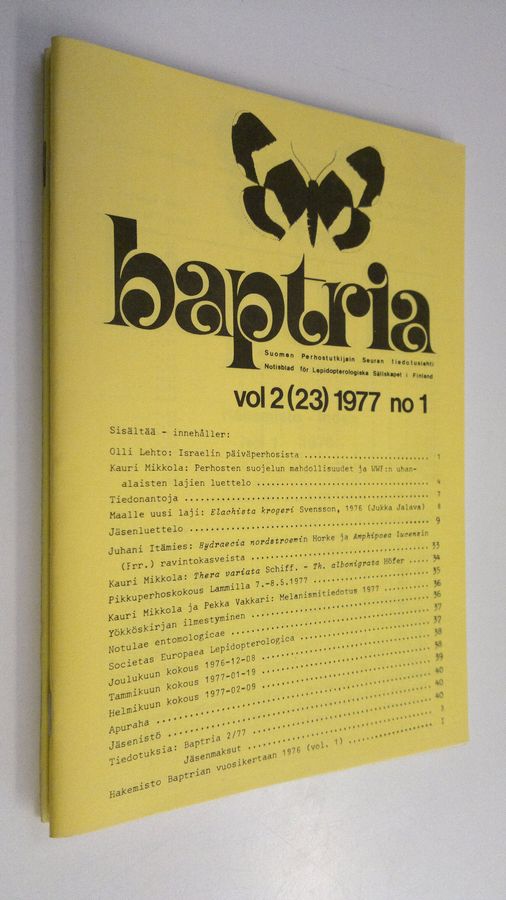 baptria
Suomen Perhostutkijain Seuran tiedotuslehti
Notisblad för Lepidopterologiska Sällskapet i Finland
vol 2 (23) 1977 no 1
Sisältää - innehåller:
Olli Lehto: Israelin päiväperhosista .......... 1
Kauri Mikkola: Perhosten suojelun mahdollisuudet ja WWF:n uhan-
alaisten lajien luettelo .......... 4
Tiedonantoja .......... 7
Maalle uusi laji: Elachista krogeri Svensson, 1976 (Jukka Jalava) 8
Jäsenluettelo .......... 9
Juhani Itämies: Hydraecia nordstroemin Horke ja Amphipoea lucensin
(Frr.) ravintokasveista .......... 33
Kauri Mikkola: Thera variata Schiff. - Th. albonigrata Höfer .... 34
Pikkuperhoskokous Lammilla 7.-8.5.1977 .......... 35
Kauri Mikkola ja Pekka Vakkari: Melanismitiedotus 1977 .......... 36
Yökköskirjan ilmestyminen .......... 36
Notulae entomologicae .......... 37
Societas Europaea Lepidopterologica .......... 37
Joulukuun kokous 1976-12-08 .......... 38
Tammikuun kokous 1977-01-19 .......... 38
Helmikuun kokous 1977-02-09 .......... 39
Apuraha .......... 40
Jäsenistö .......... 40
Tiedotuksia: Baptria 2/77 .......... 40
Jäsenmaksut ..........
Hakemisto Baptrian vuosikertaan 1976 (vol. 1) ..........